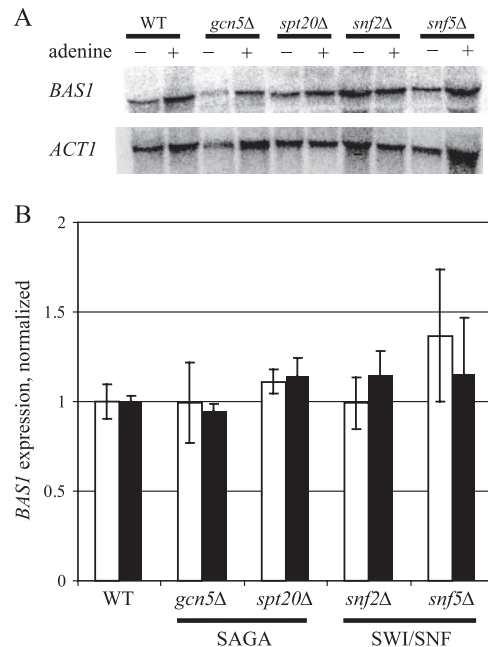 A
WT gcn5Δ spt20Δ snf2Δ snf5Δ
adenine – + – + – + – + – +
BAS1
ACT1
B
BAS1 expression, normalized
2
1.5
1
0.5
0
WT gcn5Δ spt20Δ snf2Δ snf5Δ
SAGA SWI/SNF